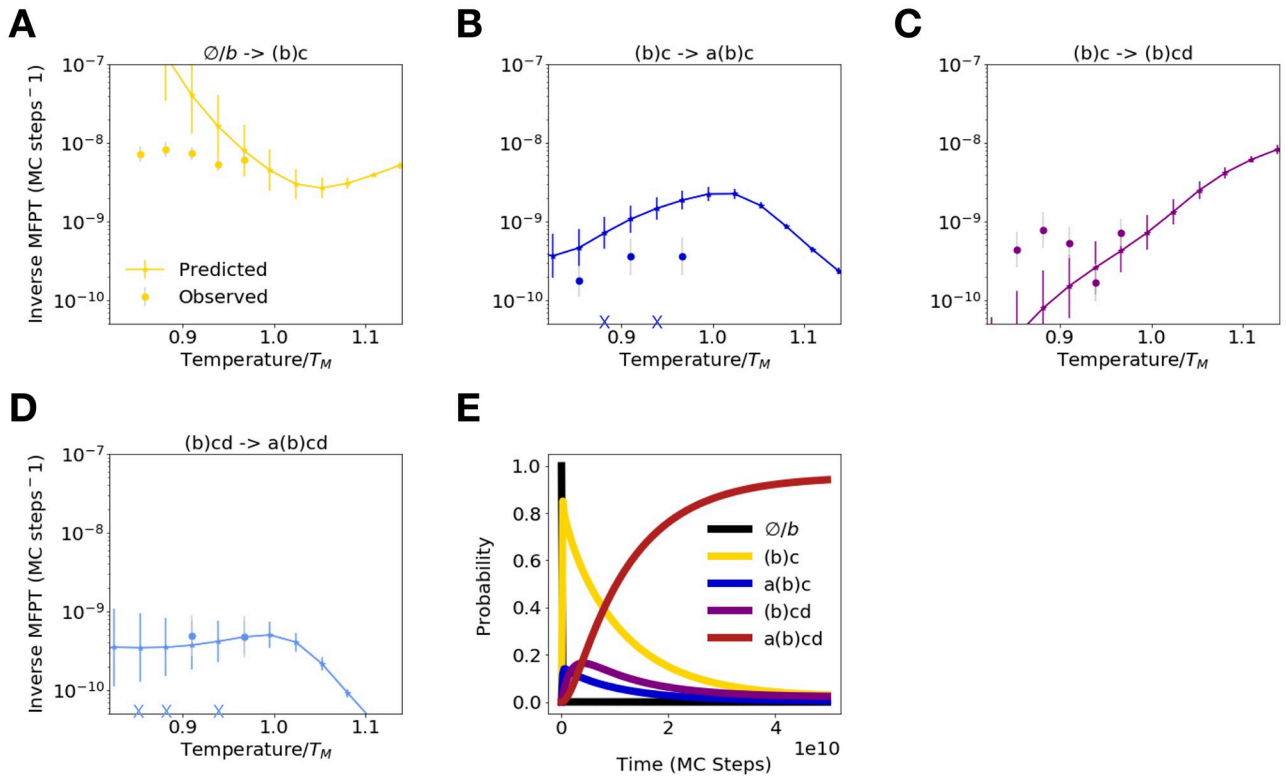 A
∅/b -> (b)c
Inverse MFPT (MC steps⁻¹)
10⁻⁷
10⁻⁸
10⁻⁹
10⁻¹⁰
Predicted
Observed
0.9 1.0 1.1
Temperature/T_M
B
(b)c -> a(b)c
10⁻⁷
10⁻⁸
10⁻⁹
10⁻¹⁰
0.9 1.0 1.1
Temperature/T_M
C
(b)c -> (b)cd
10⁻⁷
10⁻⁸
10⁻⁹
10⁻¹⁰
0.9 1.0 1.1
Temperature/T_M
D
(b)cd -> a(b)cd
Inverse MFPT (MC steps⁻¹)
10⁻⁷
10⁻⁸
10⁻⁹
10⁻¹⁰
0.9 1.0 1.1
Temperature/T_M
E
Probability
1.0
0.8
0.6
0.4
0.2
0.0
∅/b
(b)c
a(b)c
(b)cd
a(b)cd
0 2 4
1e10
Time (MC Steps)